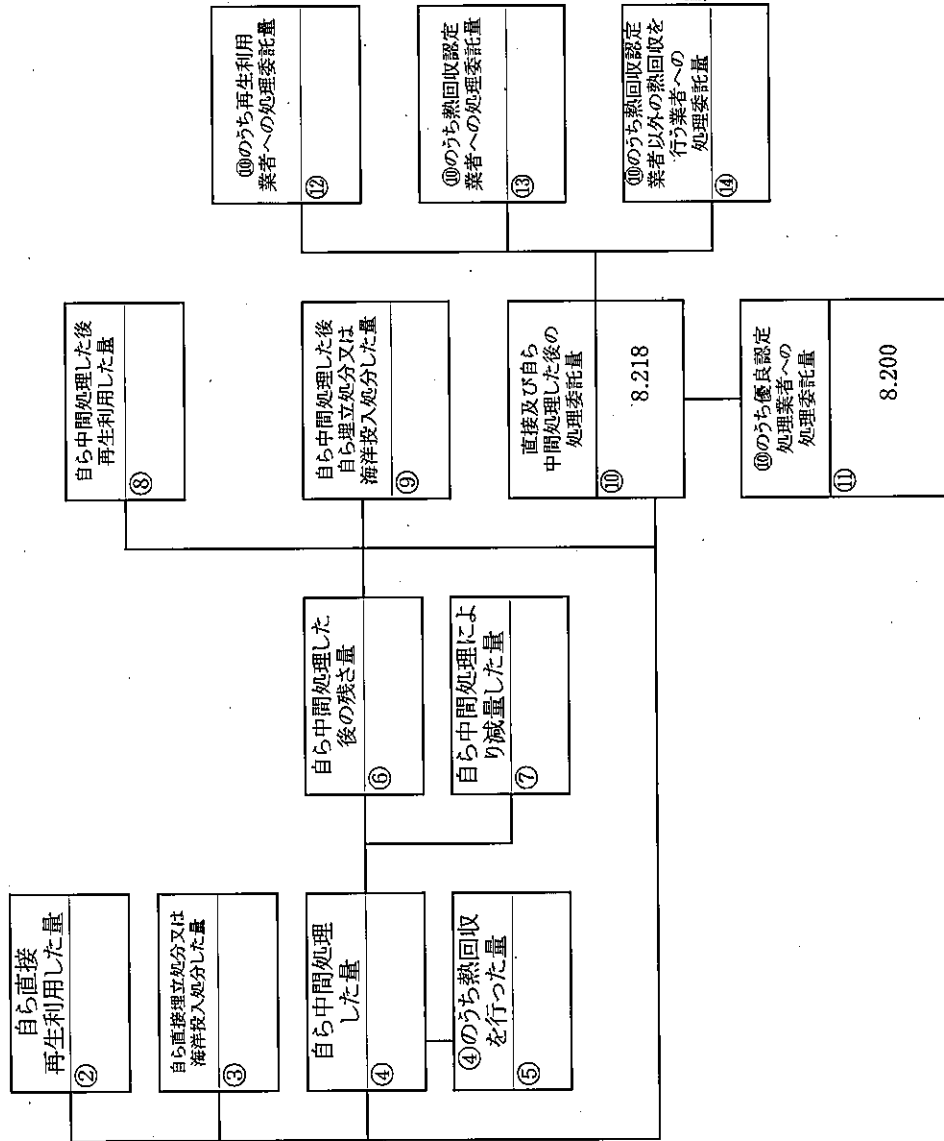 自ら直接
再生利用した量
②
自ら直接埋立処分又は
海洋投入処分した量
③
自ら中間処理
した量
④
④のうち熱回収
を行った量
⑤
自ら中間処理した
後の残さ量
⑥
自ら中間処理によ
り減量した量
⑦
自ら中間処理した後
再生利用した量
⑧
自ら中間処理した後
自ら埋立処分又は
海洋投入処分した量
⑨
直接及び自ら
中間処理した後の
処理委託量
⑩
8.218
⑩のうち優良認定
処理業者への
処理委託量
⑪
8.200
⑩のうち再生利用
業者への処理委託量
⑫
⑩のうち熱回収認定
業者への処理委託量
⑬
⑩のうち熱回収認定
業者以外の熱回収を
行う業者への
処理委託量
⑭